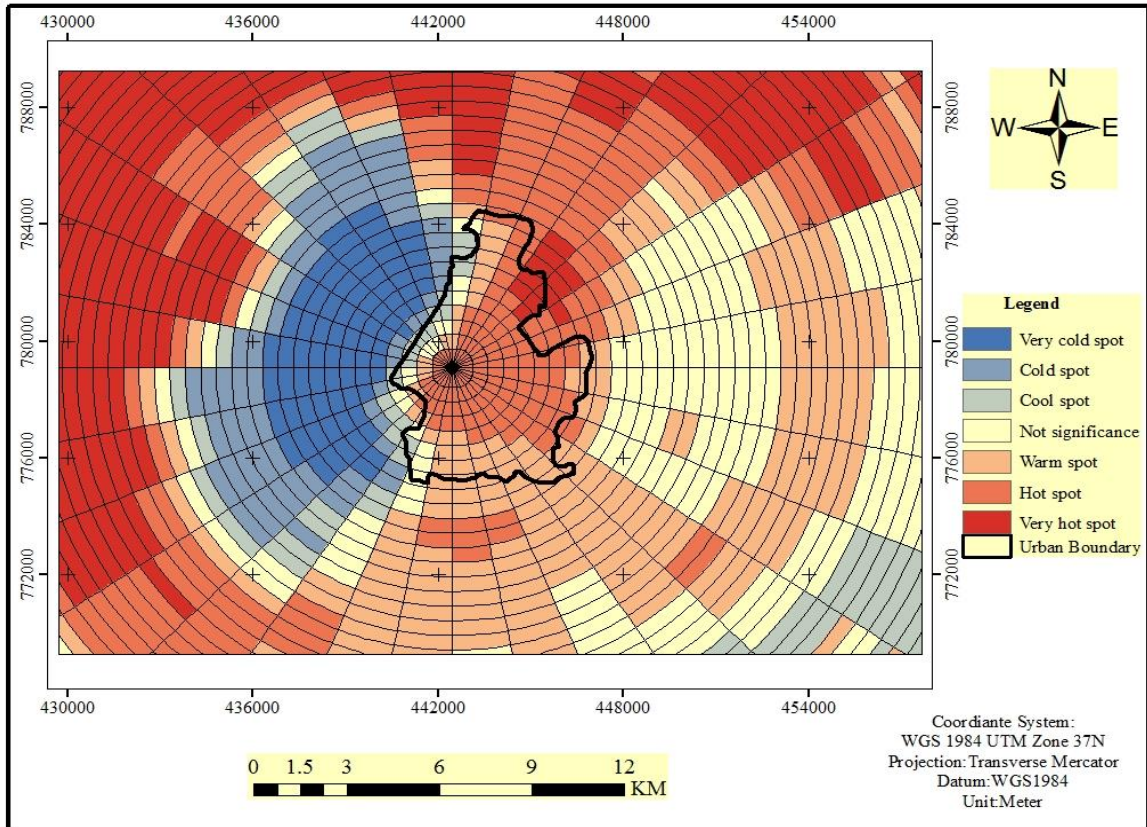 430000 436000 442000 448000 454000
N
W E
S
788000 788000
784000 784000
780000 780000
776000 776000
772000 772000
Legend
Very cold spot
Cold spot
Cool spot
Not significance
Warm spot
Hot spot
Very hot spot
Urban Boundary
430000 436000 442000 448000 454000
0 1.5 3 6 9 12
KM
Coordiante System:
WGS 1984 UTM Zone 37N
Projection:Transverse Mercator
Datum:WGS1984
Unit:Meter